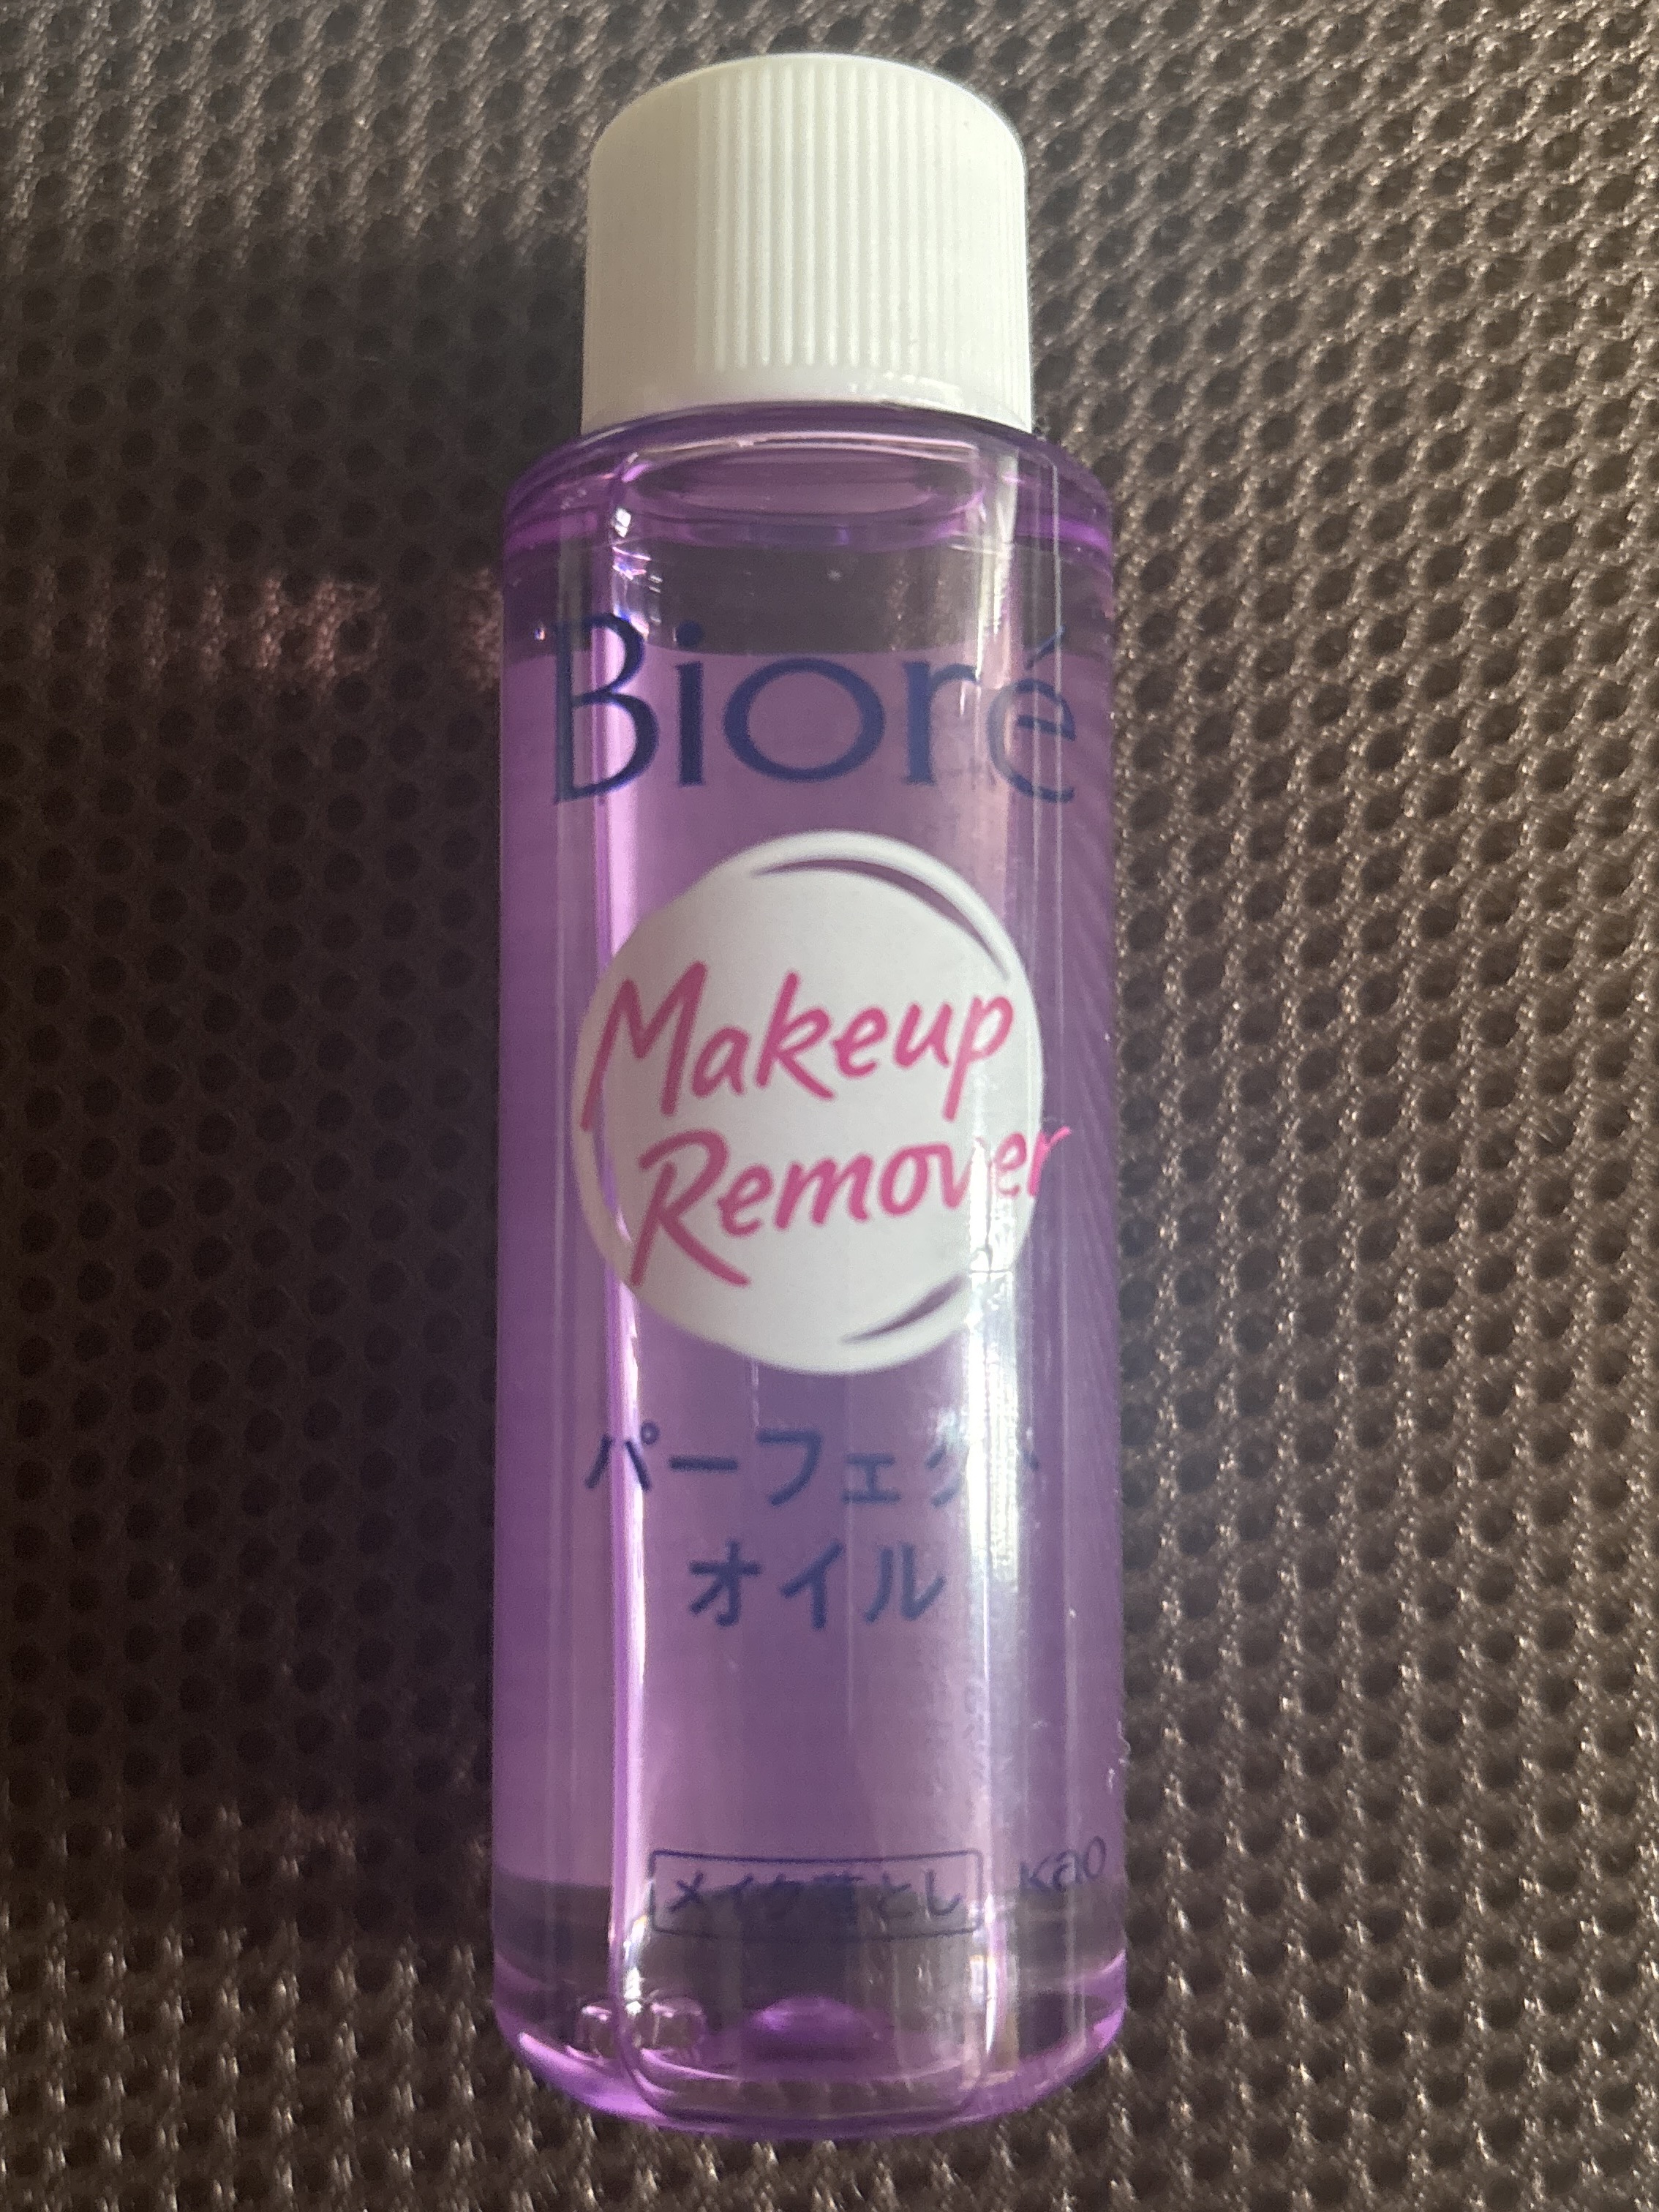 Bioré
Makeup
Remover
パーフェクト
オイル
メイク落とし
Kao